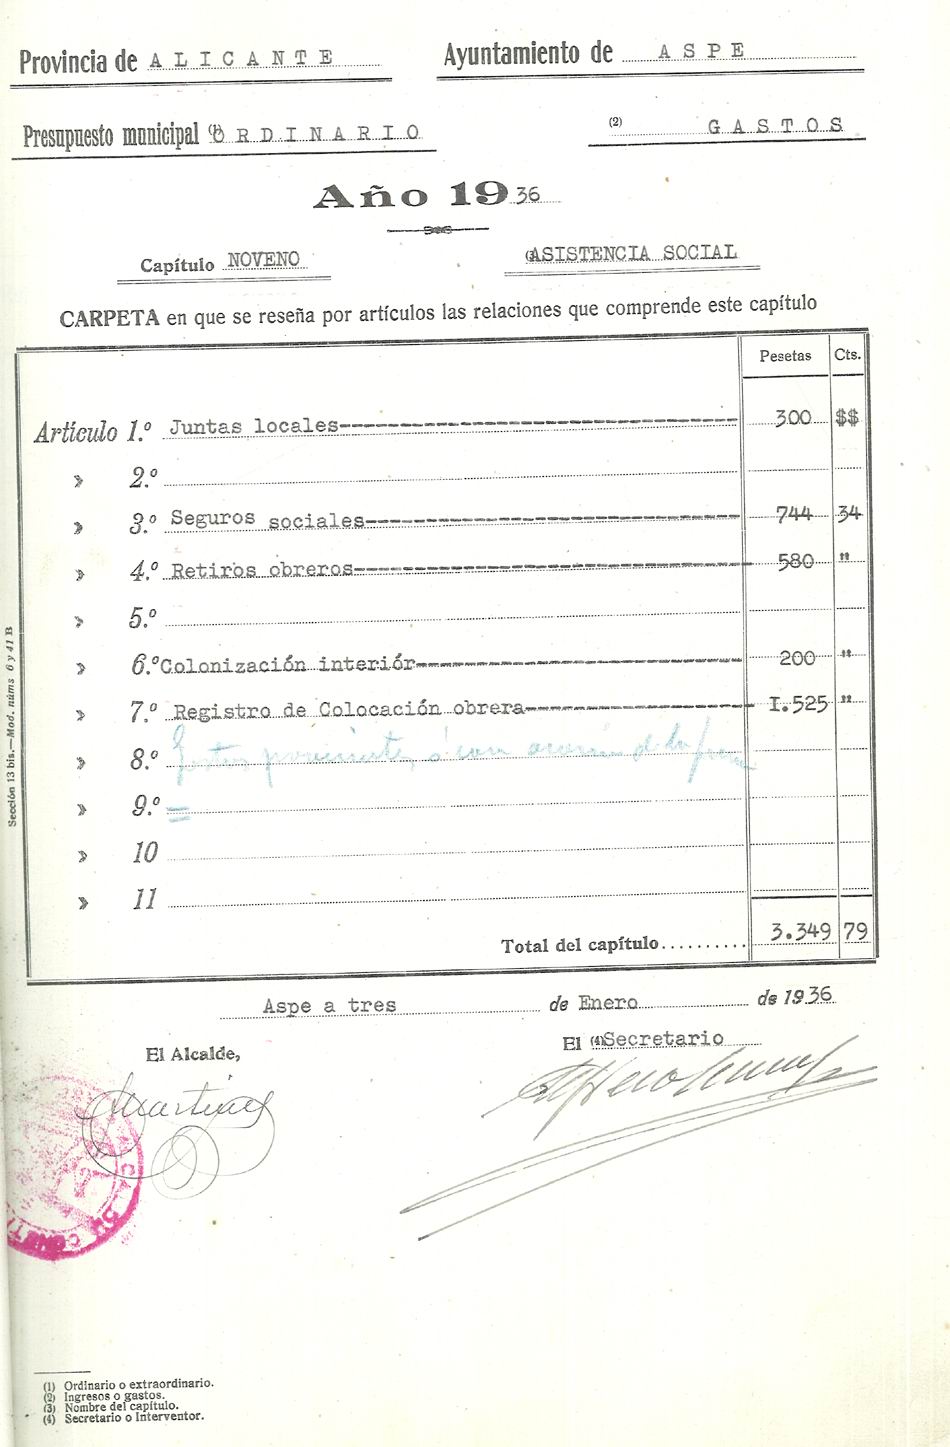 Provincia de ALICANTE
Ayuntamiento de ASPE
Presupuesto municipal (1) ORDINARIO
(2) GASTOS
Año 1936
Capítulo NOVENO
(3) ASISTENCIA SOCIAL
CARPETA en que se reseña por artículos las relaciones que comprende este capítulo
Pesetas Cts.
Artículo 1.º Juntas locales 300 $$
» 2.º
» 3.º Seguros sociales 744 34
» 4.º Retiros obreros 580 "
» 5.º
» 6.º Colonización interiór 200 "
» 7.º Registro de Colocación obrera I.525 "
» 8.º
» 9.º =
» 10
» 11
Total del capítulo.......... 3.349 79
Aspe a tres de Enero de 1936
El Alcalde,
El (4) Secretario
Martínez
Sección 13 bis.—Mod. núms 6 y 41 B
(1) Ordinario o extraordinario.
(2) Ingresos o gastos.
(3) Nombre del capítulo.
(4) Secretario o Interventor.